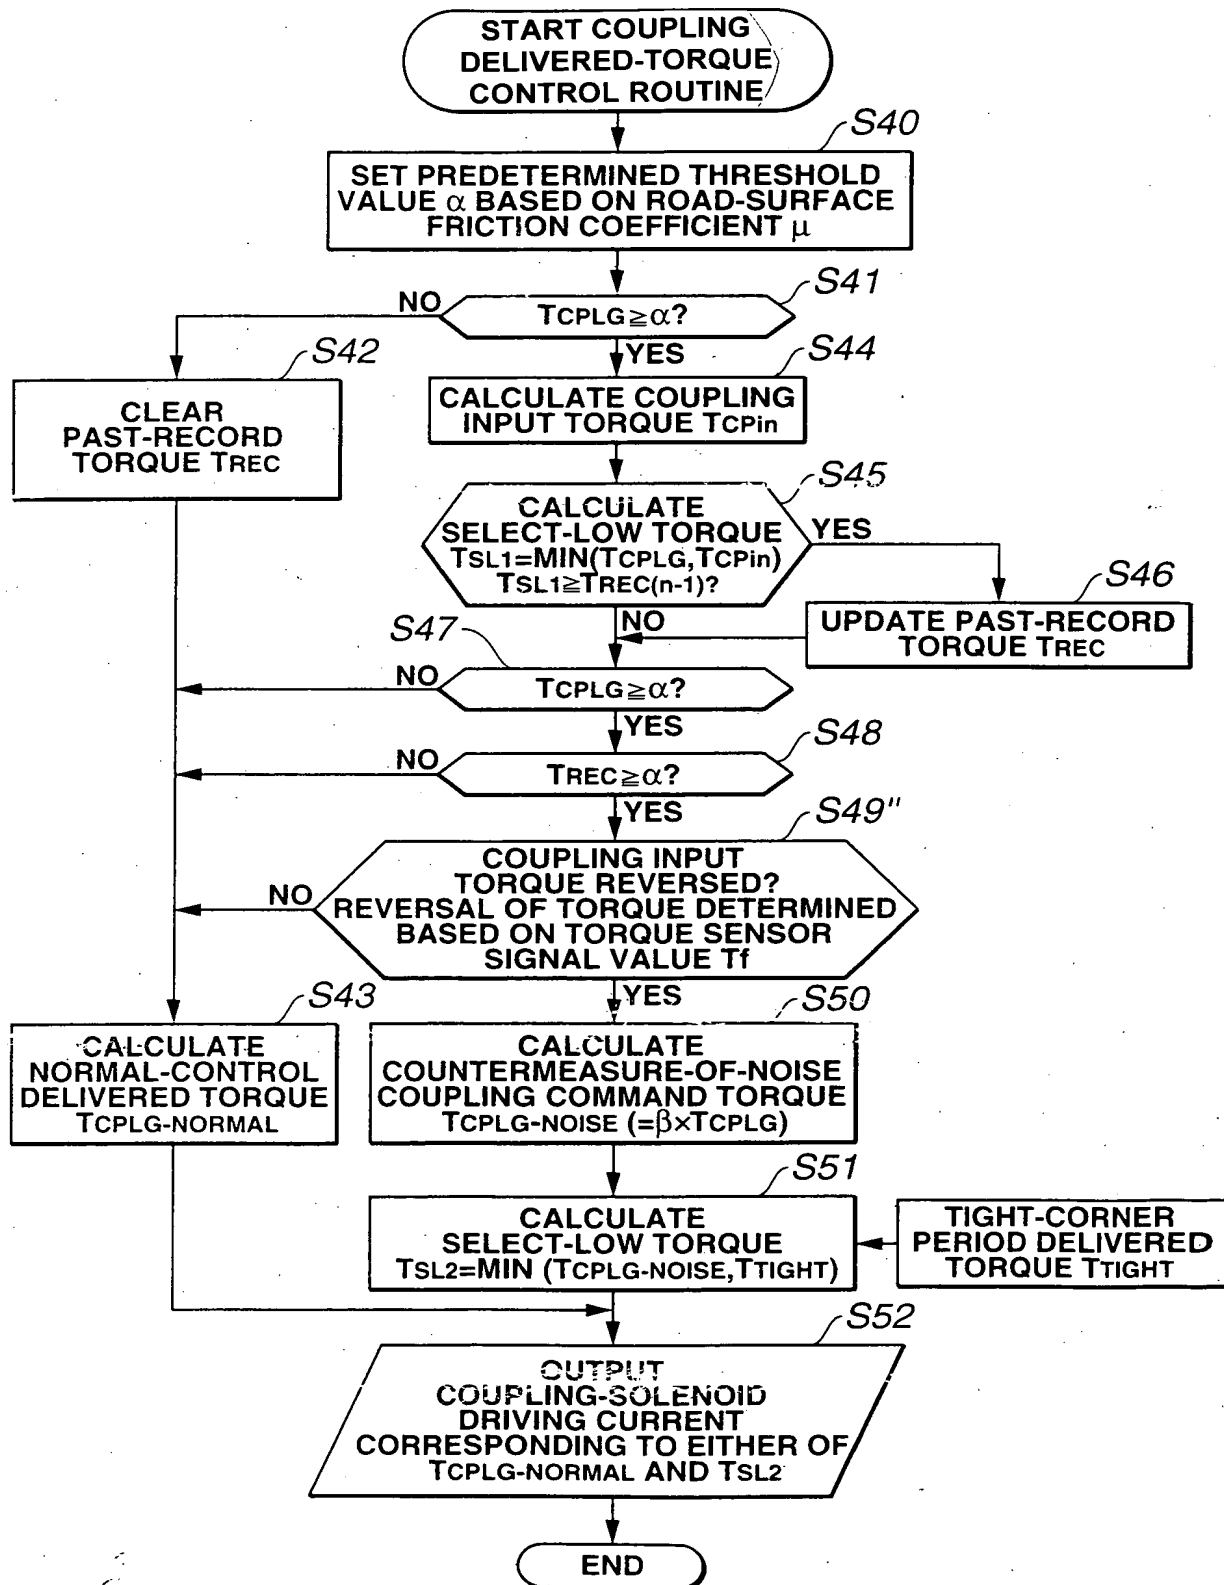 START COUPLING
DELIVERED-TORQUE
CONTROL ROUTINE
S40
SET PREDETERMINED THRESHOLD
VALUE α BASED ON ROAD-SURFACE
FRICTION COEFFICIENT μ
S41
TCPLG≧α?
NO
YES
S42
CLEAR
PAST-RECORD
TORQUE TREC
S44
CALCULATE COUPLING
INPUT TORQUE TCPin
S45
CALCULATE
SELECT-LOW TORQUE
TSL1=MIN(TCPLG,TCPin)
TSL1≧TREC(n-1)?
YES
NO
S46
UPDATE PAST-RECORD
TORQUE TREC
S47
TCPLG≧α?
NO
YES
S48
TREC≧α?
NO
YES
S49"
COUPLING INPUT
TORQUE REVERSED?
REVERSAL OF TORQUE DETERMINED
BASED ON TORQUE SENSOR
SIGNAL VALUE Tf
NO
YES
S43
CALCULATE
NORMAL-CONTROL
DELIVERED TORQUE
TCPLG-NORMAL
S50
CALCULATE
COUNTERMEASURE-OF-NOISE
COUPLING COMMAND TORQUE
TCPLG-NOISE (=β×TCPLG)
S51
CALCULATE
SELECT-LOW TORQUE
TSL2=MIN (TCPLG-NOISE,TTIGHT)
TIGHT-CORNER
PERIOD DELIVERED
TORQUE TTIGHT
S52
OUTPUT
COUPLING-SOLENOID
DRIVING CURRENT
CORRESPONDING TO EITHER OF
TCPLG-NORMAL AND TSL2
END